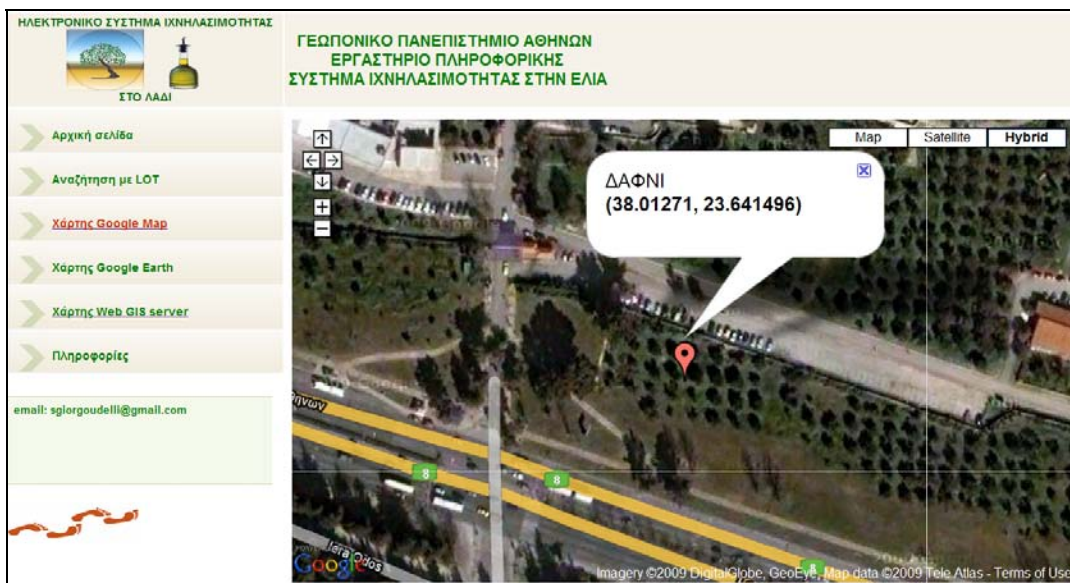 ΗΛΕΚΤΡΟΝΙΚΟ ΣΥΣΤΗΜΑ ΙΧΝΗΛΑΣΙΜΟΤΗΤΑΣ
ΣΤΟ ΛΑΔΙ
ΓΕΩΠΟΝΙΚΟ ΠΑΝΕΠΙΣΤΗΜΙΟ ΑΘΗΝΩΝ
ΕΡΓΑΣΤΗΡΙΟ ΠΛΗΡΟΦΟΡΙΚΗΣ
ΣΥΣΤΗΜΑ ΙΧΝΗΛΑΣΙΜΟΤΗΤΑΣ ΣΤΗΝ ΕΛΙΑ
Αρχική σελίδα
Αναζήτηση με LOT
Χάρτης Google Map
Χάρτης Google Earth
Χάρτης Web GIS server
Πληροφορίες
email: sgiorgoudelli@gmail.com
Map Satellite Hybrid
ΔΑΦΝΙ
(38.01271, 23.641496)
8
8
8
Iera Odos
Google
Imagery ©2009 DigitalGlobe, GeoEye, Map data ©2009 Tele Atlas - Terms of Use